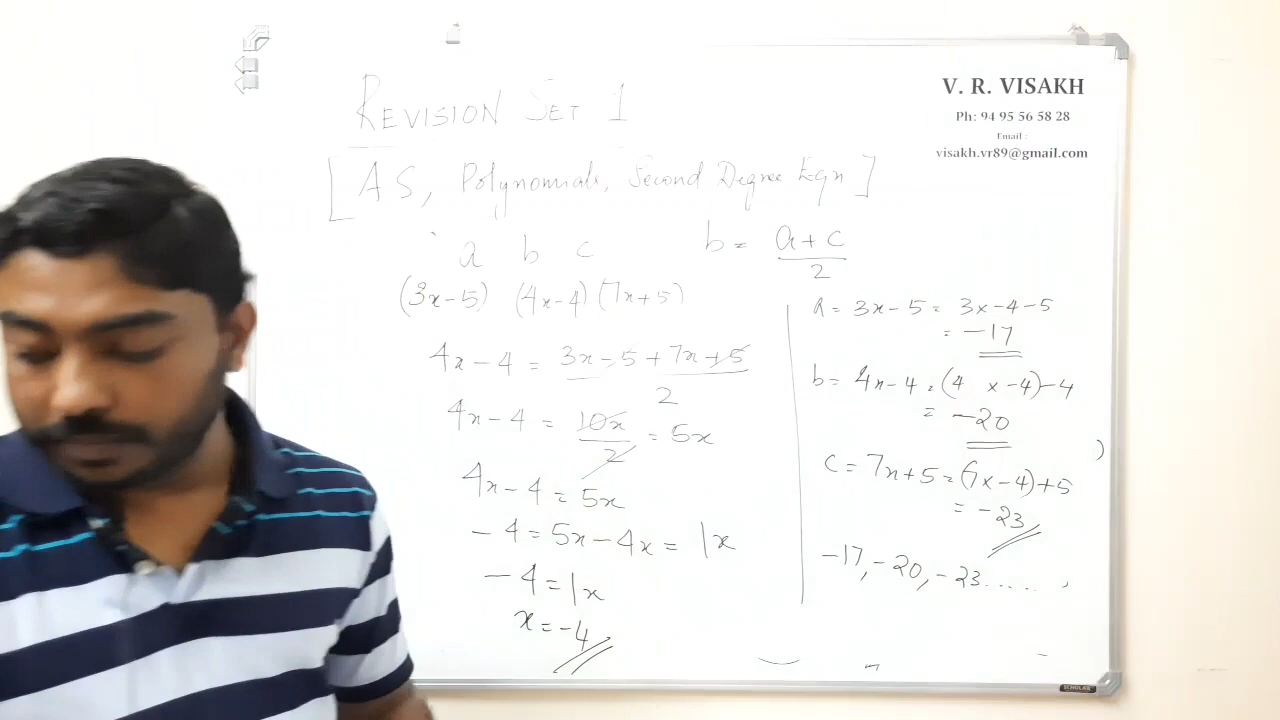 V. R. VISAKH
Ph: 94 95 56 58 28
Email :
visakh.vr89@gmail.com
REVISION SET 1
[AS, Polynomials, Second Degree Eqn]
a b c
b = a+c/2
(3x-5) (4x-4) (7x+5)
4x-4 = 3x-5+7x+5/2
4x-4 = 10x/2 = 5x
4x-4 = 5x
-4 = 5x-4x = 1x
-4 = 1x
x = -4
a = 3x-5 = 3x-4-5
= -17
b = 4x-4 = (4 x-4)-4
= -20
c = 7x+5 = (7x-4)+5
= -23
-17, -20, -23.....
SCHOLAR